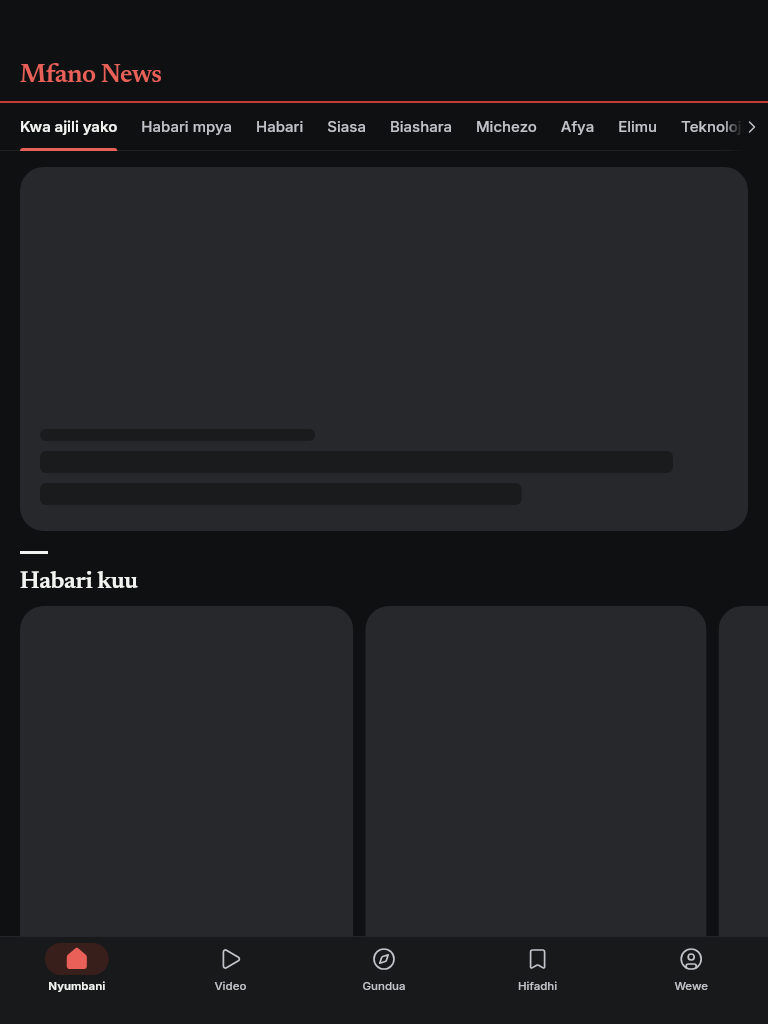 Mfano News
Kwa ajili yako Habari mpya Habari Siasa Biashara Michezo Afya Elimu
Habari kuu
Nyumbani Video Gundua Hifadhi Wewe